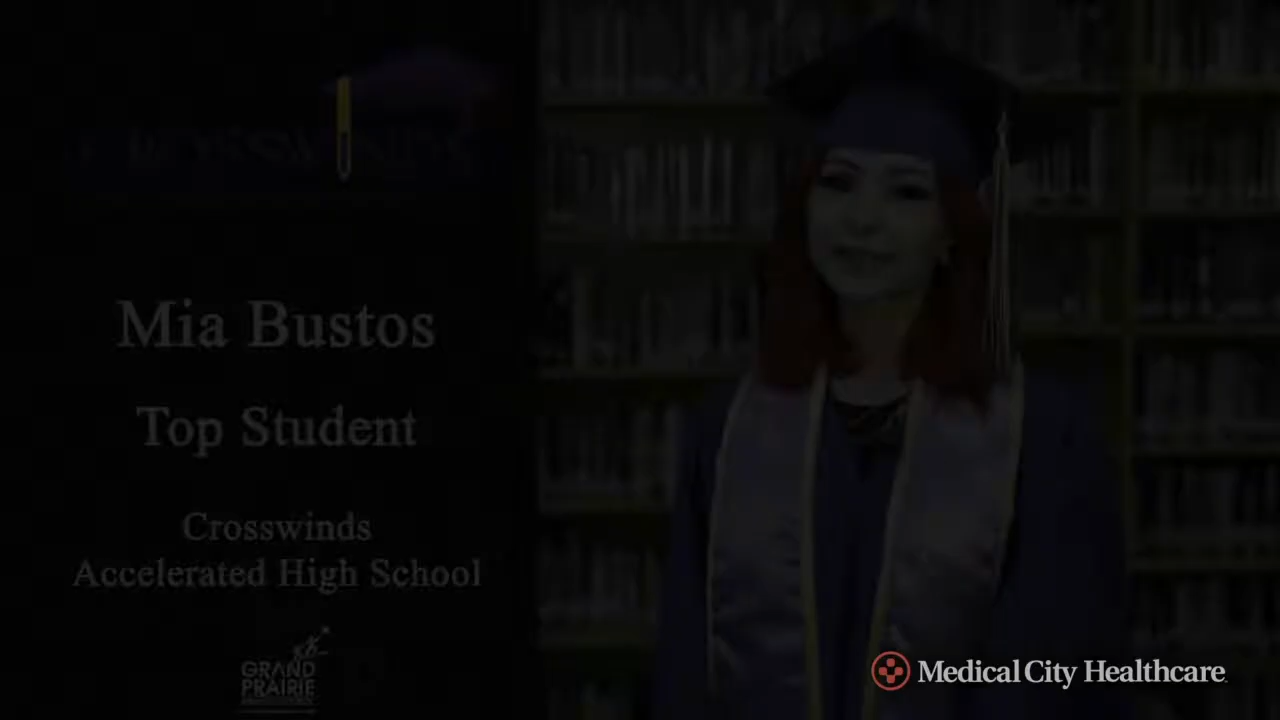 Mia Bustos
Top Student
Crosswinds
Accelerated High School
GRAND
PRAIRIE
Medical City Healthcare